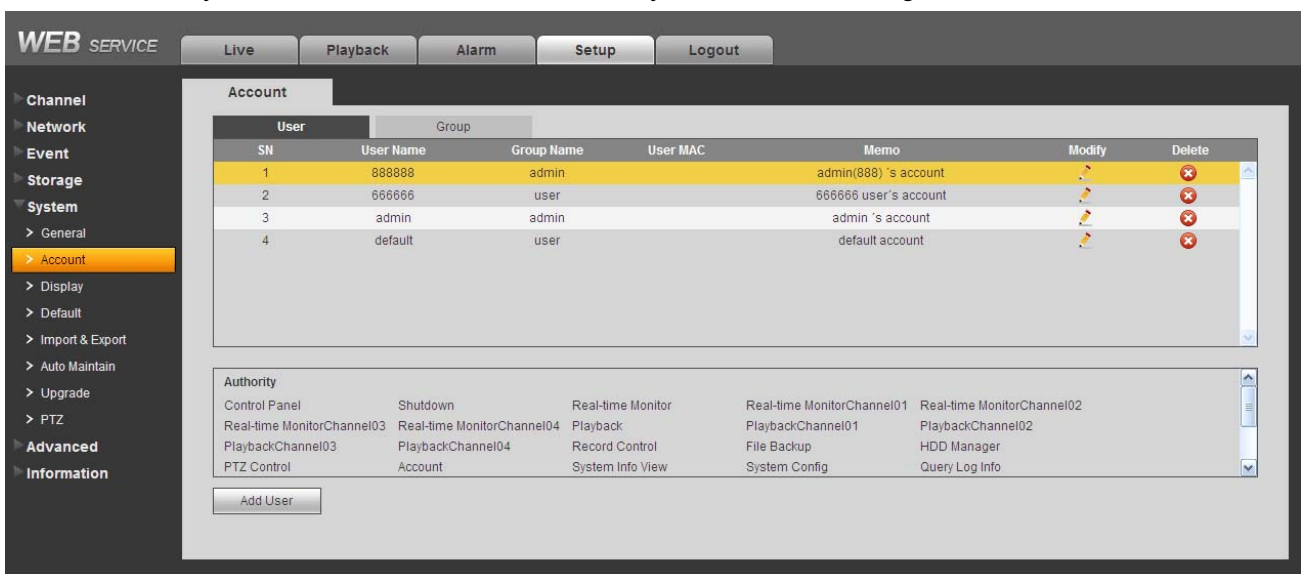 WEB SERVICE
Live Playback Alarm Setup Logout
Channel
Network
Event
Storage
System
> General
> Account
> Display
> Default
> Import & Export
> Auto Maintain
> Upgrade
> PTZ
Advanced
Information
Account
User Group
SN User Name Group Name User MAC Memo Modify Delete
1 888888 admin admin(888) 's account
2 666666 user 666666 user's account
3 admin admin admin 's account
4 default user default account
Authority
Control Panel Shutdown Real-time Monitor Real-time MonitorChannel01 Real-time MonitorChannel02
Real-time MonitorChannel03 Real-time MonitorChannel04 Playback PlaybackChannel01 PlaybackChannel02
PlaybackChannel03 PlaybackChannel04 Record Control File Backup HDD Manager
PTZ Control Account System Info View System Config Query Log Info
Add User